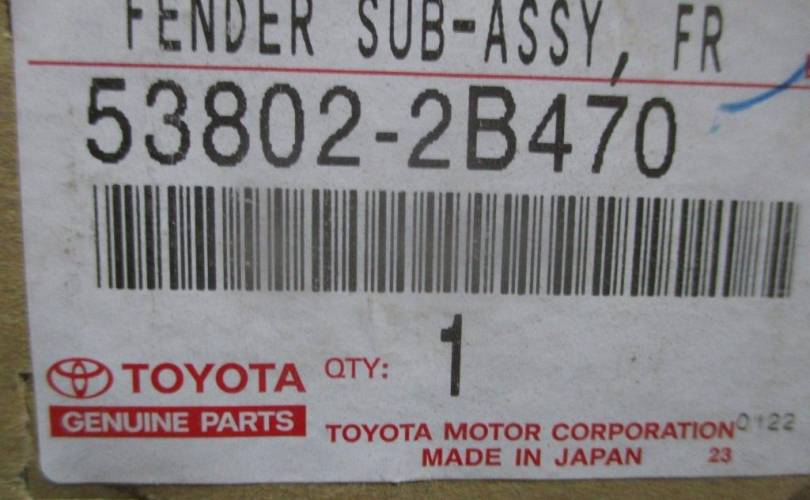 FENDER SUB-ASSY, FR
53802-2B470
TOYOTA QTY: 1
GENUINE PARTS
TOYOTA MOTOR CORPORATION 0122
MADE IN JAPAN 23